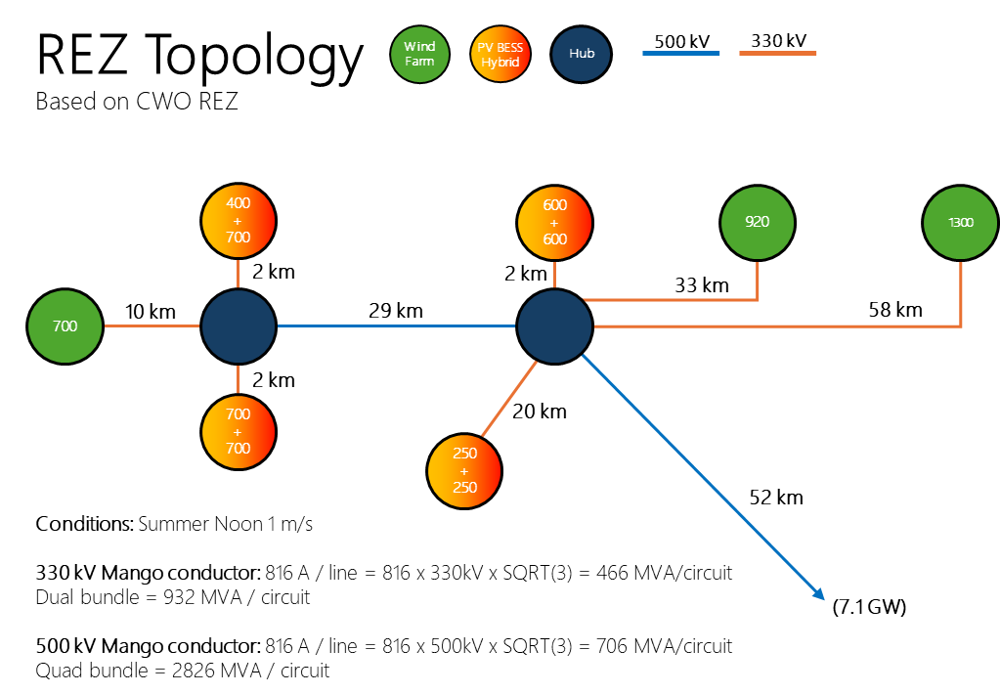 REZ Topology
Based on CWO REZ
Wind
Farm
PV BESS
Hybrid
Hub
500 kV
330 kV
400
+
700
600
+
600
920
1300
2 km
2 km
33 km
10 km
29 km
58 km
700
2 km
700
+
700
20 km
250
+
250
52 km
(7.1 GW)
Conditions: Summer Noon 1 m/s
330 kV Mango conductor: 816 A / line = 816 x 330kV x SQRT(3) = 466 MVA/circuit
Dual bundle = 932 MVA / circuit
500 kV Mango conductor: 816 A / line = 816 x 500kV x SQRT(3) = 706 MVA/circuit
Quad bundle = 2826 MVA / circuit